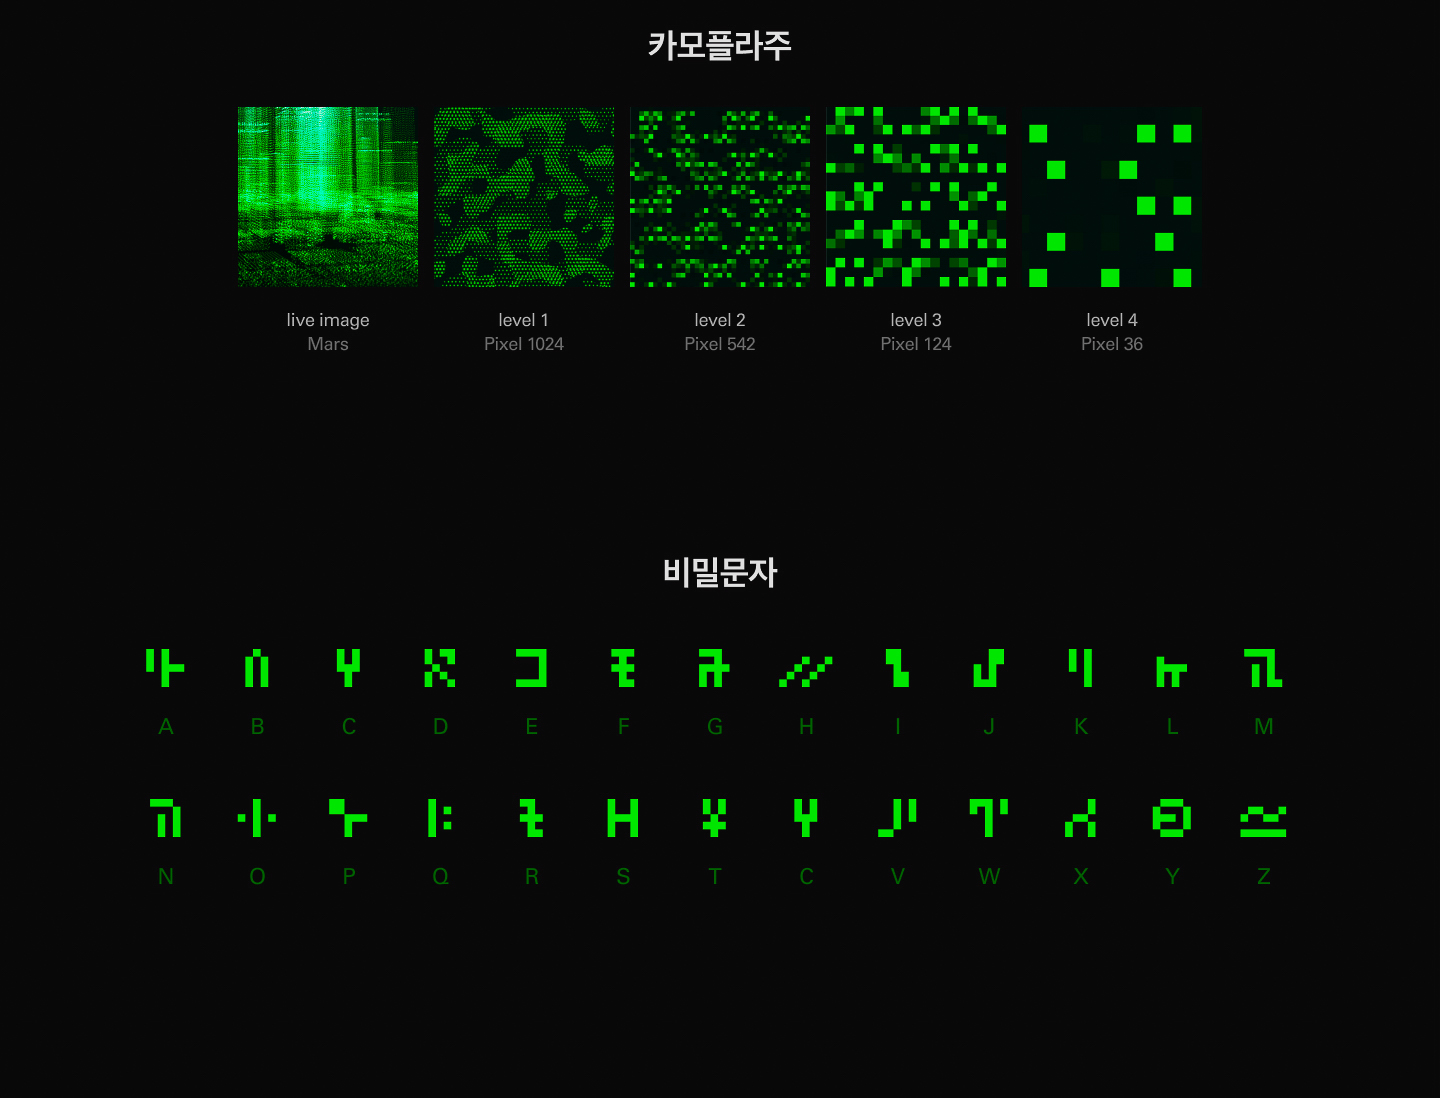 카모플라주
live image
Mars
level 1
Pixel 1024
level 2
Pixel 542
level 3
Pixel 124
level 4
Pixel 36
비밀문자
A B C D E F G H I J K L M
N O P Q R S T C V W X Y Z